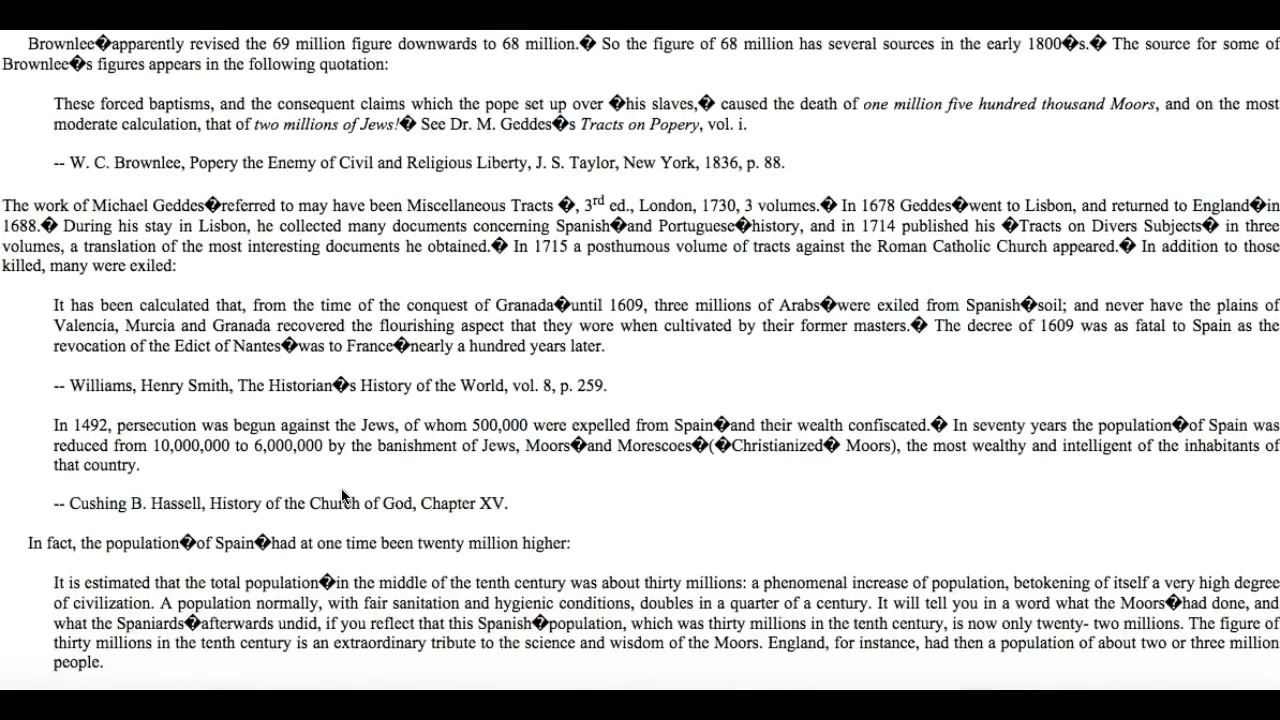 Brownlee�apparently revised the 69 million figure downwards to 68 million.� So the figure of 68 million has several sources in the early 1800�s.� The source for some of
Brownlee�s figures appears in the following quotation:
These forced baptisms, and the consequent claims which the pope set up over �his slaves,� caused the death of one million five hundred thousand Moors, and on the most
moderate calculation, that of two millions of Jews!� See Dr. M. Geddes�s Tracts on Popery, vol. i.
-- W. C. Brownlee, Popery the Enemy of Civil and Religious Liberty, J. S. Taylor, New York, 1836, p. 88.
The work of Michael Geddes�referred to may have been Miscellaneous Tracts �, 3rd ed., London, 1730, 3 volumes.� In 1678 Geddes�went to Lisbon, and returned to England�in
1688.� During his stay in Lisbon, he collected many documents concerning Spanish�and Portuguese�history, and in 1714 published his �Tracts on Divers Subjects� in three
volumes, a translation of the most interesting documents he obtained.� In 1715 a posthumous volume of tracts against the Roman Catholic Church appeared.� In addition to those
killed, many were exiled:
It has been calculated that, from the time of the conquest of Granada�until 1609, three millions of Arabs�were exiled from Spanish�soil; and never have the plains of
Valencia, Murcia and Granada recovered the flourishing aspect that they wore when cultivated by their former masters.� The decree of 1609 was as fatal to Spain as the
revocation of the Edict of Nantes�was to France�nearly a hundred years later.
-- Williams, Henry Smith, The Historian�s History of the World, vol. 8, p. 259.
In 1492, persecution was begun against the Jews, of whom 500,000 were expelled from Spain�and their wealth confiscated.� In seventy years the population�of Spain was
reduced from 10,000,000 to 6,000,000 by the banishment of Jews, Moors�and Morescoes�(�Christianized� Moors), the most wealthy and intelligent of the inhabitants of
that country.
-- Cushing B. Hassell, History of the Church of God, Chapter XV.
In fact, the population�of Spain�had at one time been twenty million higher:
It is estimated that the total population�in the middle of the tenth century was about thirty millions: a phenomenal increase of population, betokening of itself a very high degree
of civilization. A population normally, with fair sanitation and hygienic conditions, doubles in a quarter of a century. It will tell you in a word what the Moors�had done, and
what the Spaniards�afterwards undid, if you reflect that this Spanish�population, which was thirty millions in the tenth century, is now only twenty- two millions. The figure of
thirty millions in the tenth century is an extraordinary tribute to the science and wisdom of the Moors. England, for instance, had then a population of about two or three million
people.